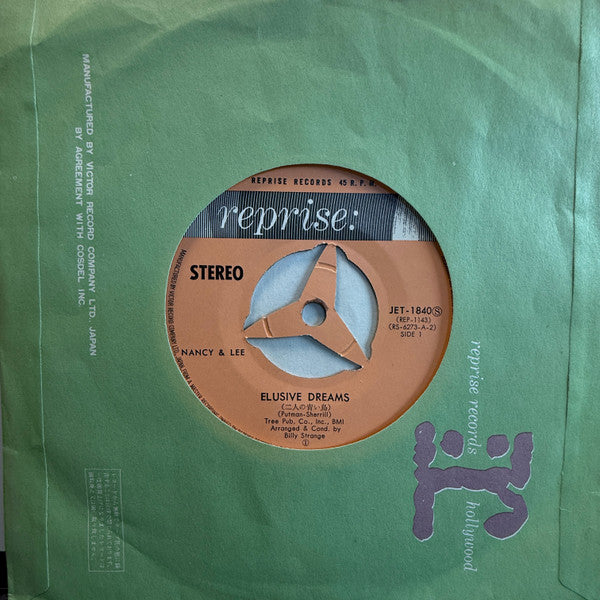 MANUFACTURED BY VICTOR RECORD COMPANY LTD. JAPAN
BY AGREEMENT WITH COSDEL INC.
REPRISE RECORDS 45 R.P.M.
reprise:
STEREO
JET-1840Ⓢ
(REP-1143)
(RS-6273-A-2)
SIDE 1
NANCY & LEE
ELUSIVE DREAMS
(二人の青い鳥)
(Putman-Sherrill)
Tree Pub. Co., Inc., BMI
Arranged & Cond. by
Billy Strange
①
reprise records
hollywood
r: